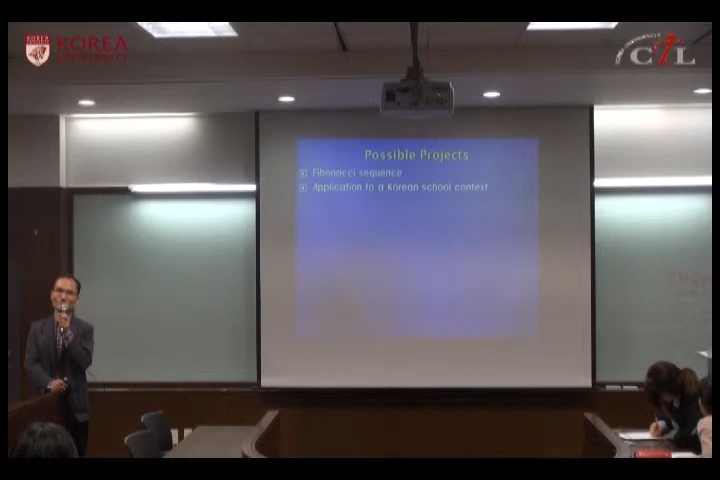 KOREA
UNIVERSITY
CTL
Possible Projects
Fibonacci sequence
Application to a Korean school context